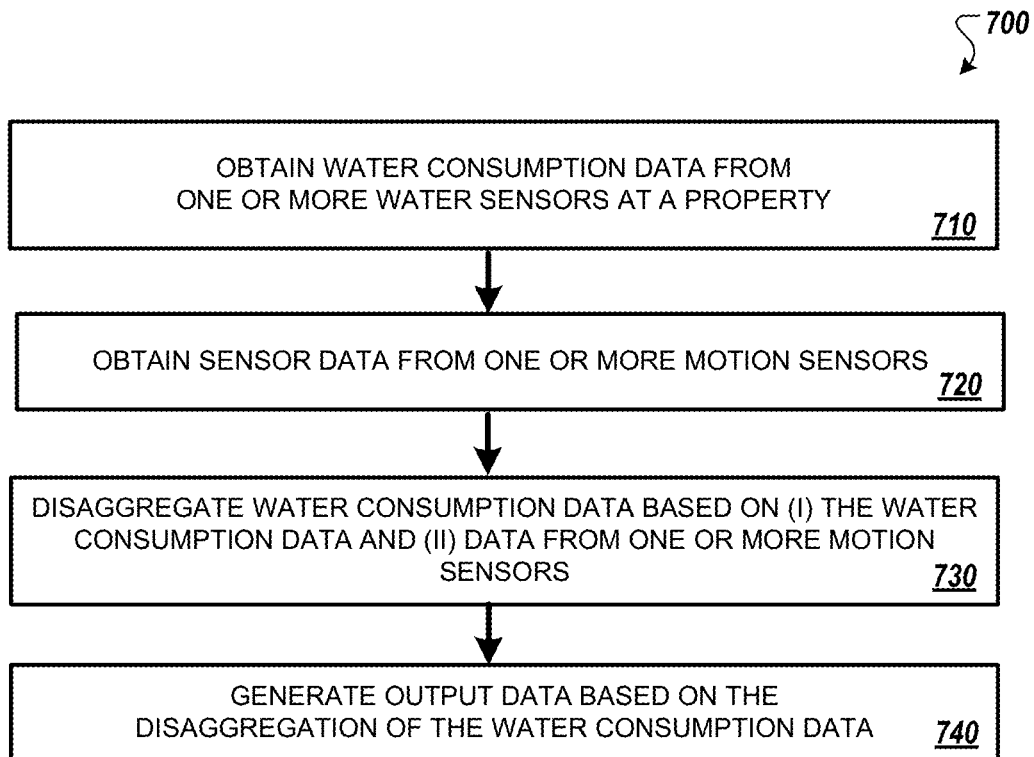 700
OBTAIN WATER CONSUMPTION DATA FROM
ONE OR MORE WATER SENSORS AT A PROPERTY
710
OBTAIN SENSOR DATA FROM ONE OR MORE MOTION SENSORS
720
DISAGGREGATE WATER CONSUMPTION DATA BASED ON (I) THE WATER
CONSUMPTION DATA AND (II) DATA FROM ONE OR MORE MOTION
SENSORS
730
GENERATE OUTPUT DATA BASED ON THE
DISAGGREGATION OF THE WATER CONSUMPTION DATA
740